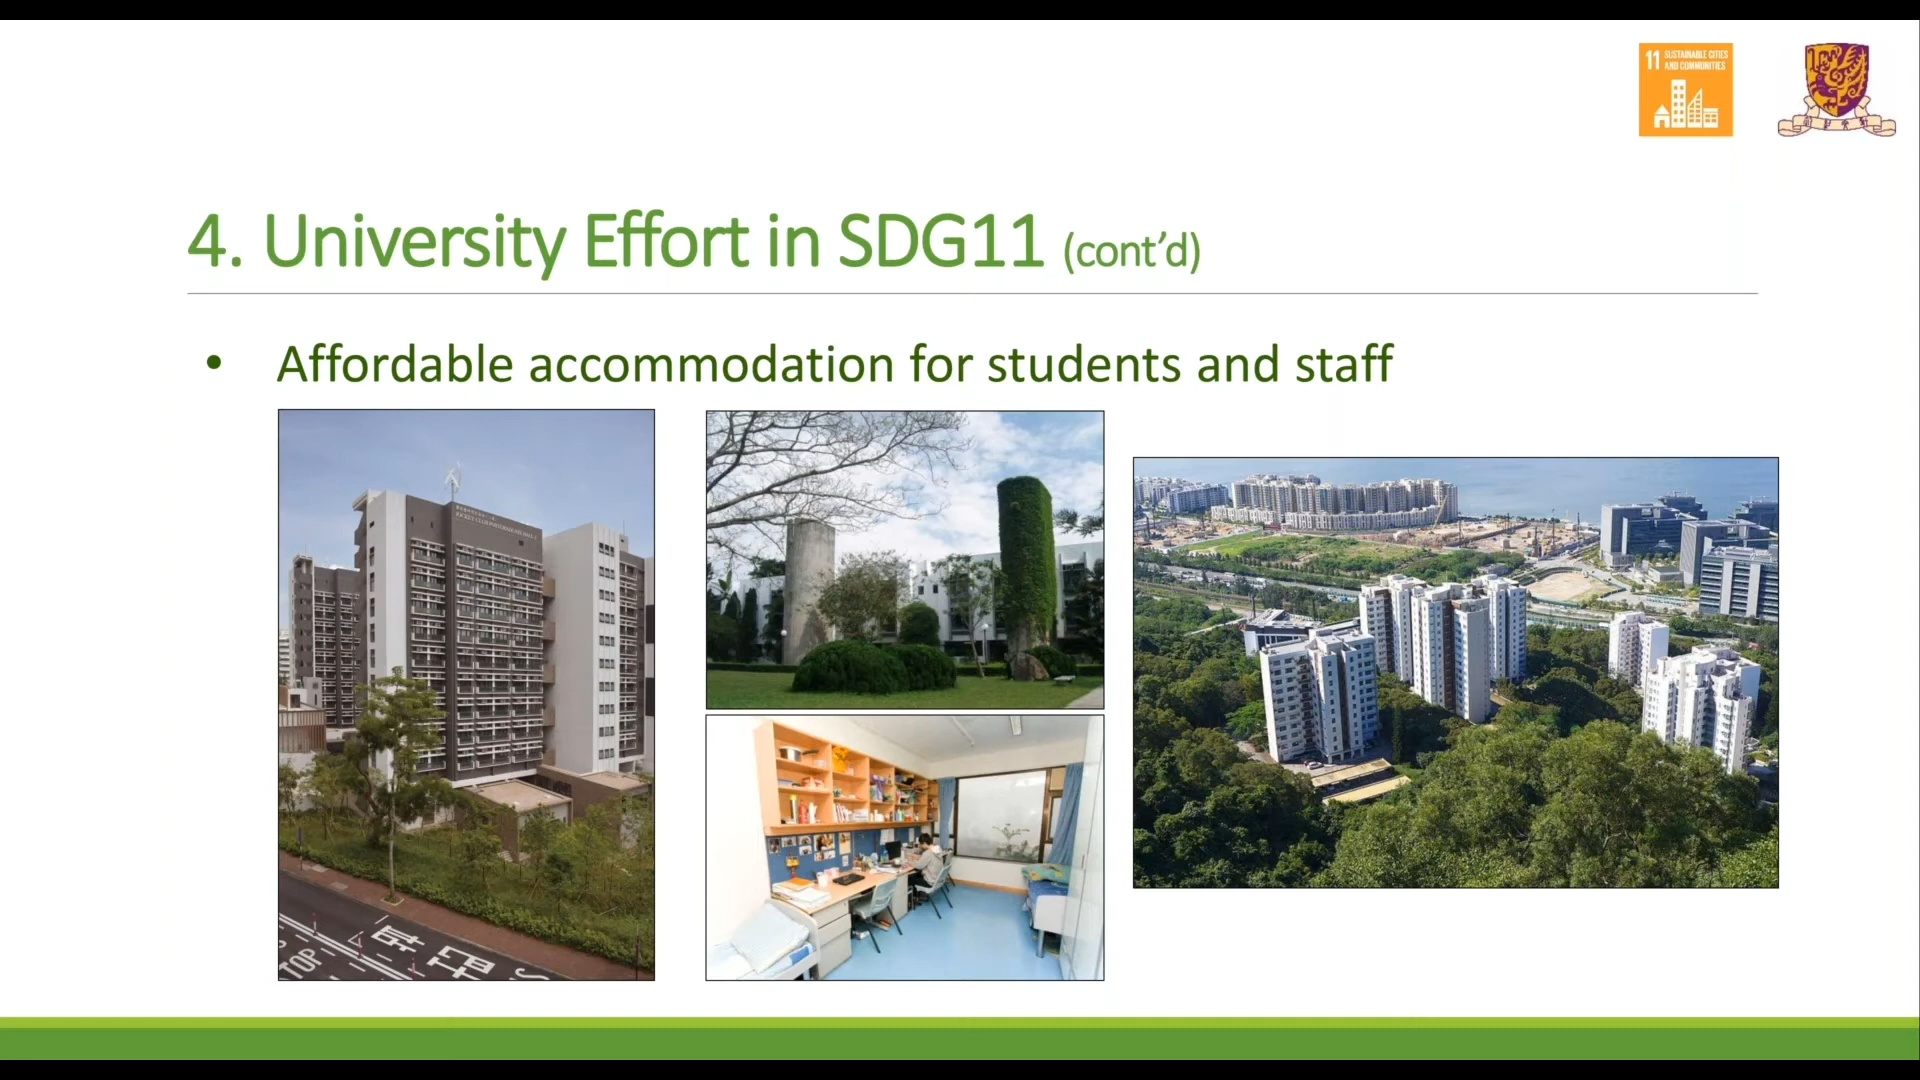 11 SUSTAINABLE CITIES
AND COMMUNITIES
4. University Effort in SDG11 (cont’d)
• Affordable accommodation for students and staff